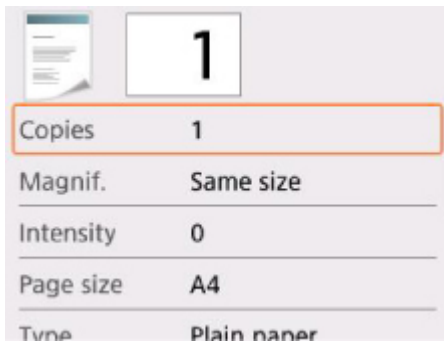 1
Copies 1
Magnif. Same size
Intensity 0
Page size A4
Type Plain paper